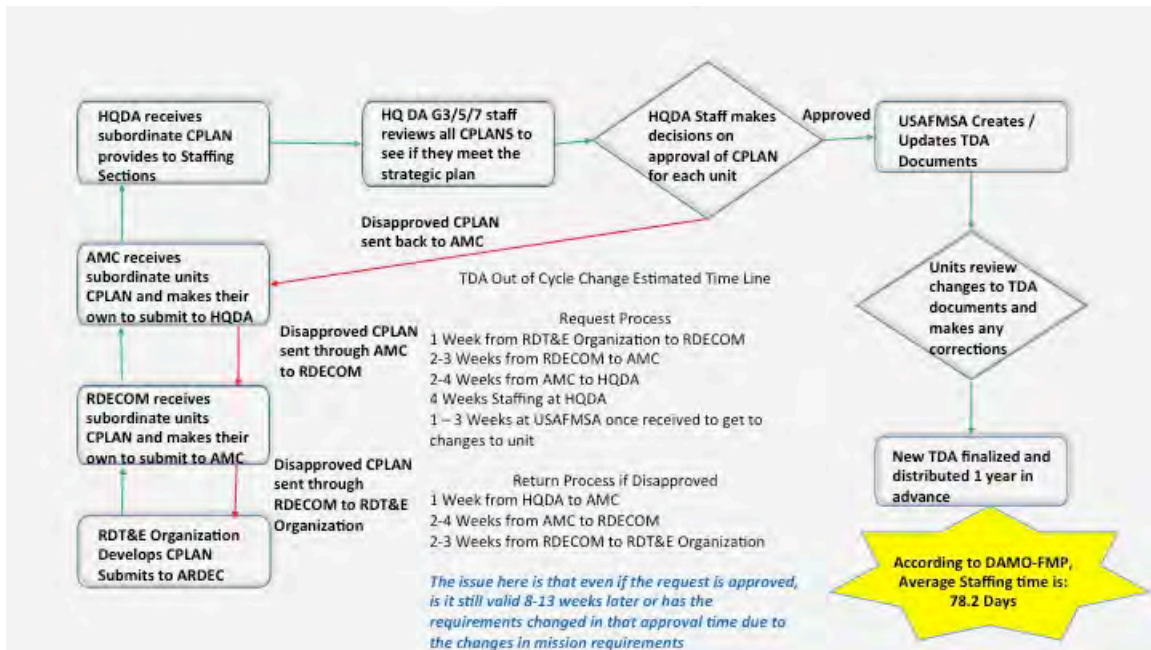 HQDA receives
subordinate CPLAN
provides to Staffing
Sections
HQ DA G3/5/7 staff
reviews all CPLANS to
see if they meet the
strategic plan
HQDA Staff makes
decisions on
approval of CPLAN
for each unit
Approved
USAFMSA Creates /
Updates TDA
Documents
Disapproved CPLAN
sent back to AMC
AMC receives
subordinate units
CPLAN and makes their
own to submit to HQDA
Disapproved CPLAN
sent through AMC
to RDECOM
RDECOM receives
subordinate units
CPLAN and makes their
own to submit to AMC
Disapproved CPLAN
sent through
RDECOM to RDT&E
Organization
RDT&E Organization
Develops CPLAN
Submits to ARDEC
TDA Out of Cycle Change Estimated Time Line
Request Process
1 Week from RDT&E Organization to RDECOM
2-3 Weeks from RDECOM to AMC
2-4 Weeks from AMC to HQDA
4 Weeks Staffing at HQDA
1 – 3 Weeks at USAFMSA once received to get to
changes to unit
Return Process if Disapproved
1 Week from HQDA to AMC
2-4 Weeks from AMC to RDECOM
2-3 Weeks from RDECOM to RDT&E Organization
The issue here is that even if the request is approved,
is it still valid 8-13 weeks later or has the
requirements changed in that approval time due to
the changes in mission requirements
Units review
changes to TDA
documents and
makes any
corrections
New TDA finalized and
distributed 1 year in
advance
According to DAMO-FMP,
Average Staffing time is:
78.2 Days